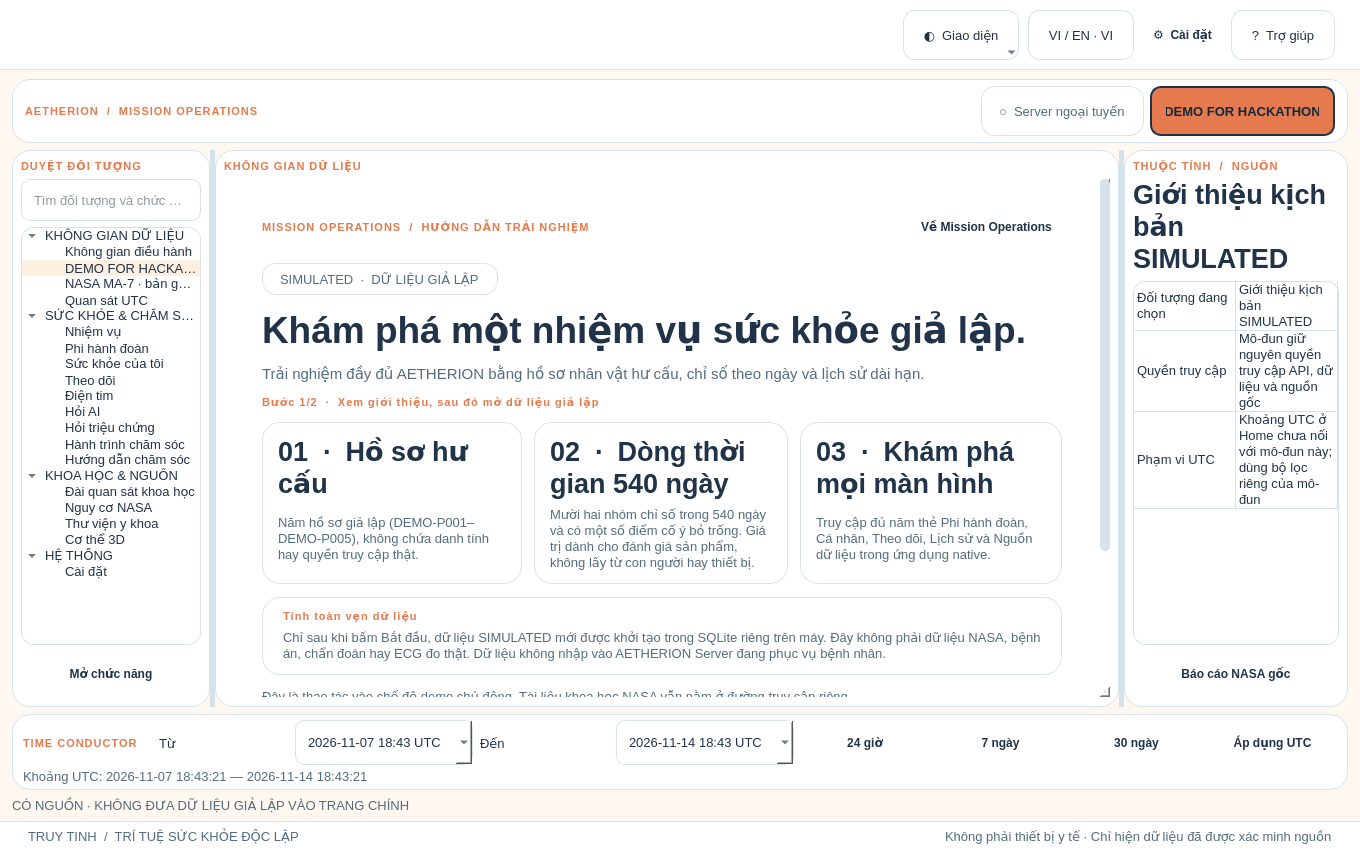 ◐ Giao diện
VI / EN · VI
⚙ Cài đặt
? Trợ giúp
AETHERION / MISSION OPERATIONS
○ Server ngoại tuyến
DEMO FOR HACKATHON
DUYỆT ĐỐI TƯỢNG
Tìm đối tượng và chức …
KHÔNG GIAN DỮ LIỆU
Không gian điều hành
DEMO FOR HACKA…
NASA MA-7 · bản g…
Quan sát UTC
SỨC KHỎE & CHĂM S…
Nhiệm vụ
Phi hành đoàn
Sức khỏe của tôi
Theo dõi
Điện tim
Hỏi AI
Hỏi triệu chứng
Hành trình chăm sóc
Hướng dẫn chăm sóc
KHOA HỌC & NGUỒN
Đài quan sát khoa học
Nguy cơ NASA
Thư viện y khoa
Cơ thể 3D
HỆ THỐNG
Cài đặt
Mở chức năng
KHÔNG GIAN DỮ LIỆU
MISSION OPERATIONS / HƯỚNG DẪN TRẢI NGHIỆM
Về Mission Operations
SIMULATED · DỮ LIỆU GIẢ LẬP
Khám phá một nhiệm vụ sức khỏe giả lập.
Trải nghiệm đầy đủ AETHERION bằng hồ sơ nhân vật hư cấu, chỉ số theo ngày và lịch sử dài hạn.
Bước 1/2 · Xem giới thiệu, sau đó mở dữ liệu giả lập
01 · Hồ sơ hư
cấu
Năm hồ sơ giả lập (DEMO-P001–
DEMO-P005), không chứa danh tính
hay quyền truy cập thật.
02 · Dòng thời
gian 540 ngày
Mười hai nhóm chỉ số trong 540 ngày
và có một số điểm cố ý bỏ trống. Giá
trị dành cho đánh giá sản phẩm,
không lấy từ con người hay thiết bị.
03 · Khám phá
mọi màn hình
Truy cập đủ năm thẻ Phi hành đoàn,
Cá nhân, Theo dõi, Lịch sử và Nguồn
dữ liệu trong ứng dụng native.
Tính toàn vẹn dữ liệu
Chỉ sau khi bấm Bắt đầu, dữ liệu SIMULATED mới được khởi tạo trong SQLite riêng trên máy. Đây không phải dữ liệu NASA, bệnh
án, chẩn đoán hay ECG đo thật. Dữ liệu không nhập vào AETHERION Server đang phục vụ bệnh nhân.
Đây là thao tác vào chế độ demo chủ động. Tài liệu khoa học NASA vẫn nằm ở đường truy cập riêng.
THUỘC TÍNH / NGUỒN
Giới thiệu kịch
bản
SIMULATED
Đối tượng đang
chọn
Giới thiệu kịch
bản
SIMULATED
Quyền truy cập
Mô-đun giữ
nguyên quyền
truy cập API, dữ
liệu và nguồn
gốc
Phạm vi UTC
Khoảng UTC ở
Home chưa nối
với mô-đun này;
dùng bộ lọc
riêng của mô-
đun
Báo cáo NASA gốc
TIME CONDUCTOR
Từ
2026-11-07 18:43 UTC
Đến
2026-11-14 18:43 UTC
24 giờ
7 ngày
30 ngày
Áp dụng UTC
Khoảng UTC: 2026-11-07 18:43:21 — 2026-11-14 18:43:21
CÓ NGUỒN · KHÔNG ĐƯA DỮ LIỆU GIẢ LẬP VÀO TRANG CHÍNH
TRUY TINH / TRÍ TUỆ SỨC KHỎE ĐỘC LẬP
Không phải thiết bị y tế · Chỉ hiện dữ liệu đã được xác minh nguồn